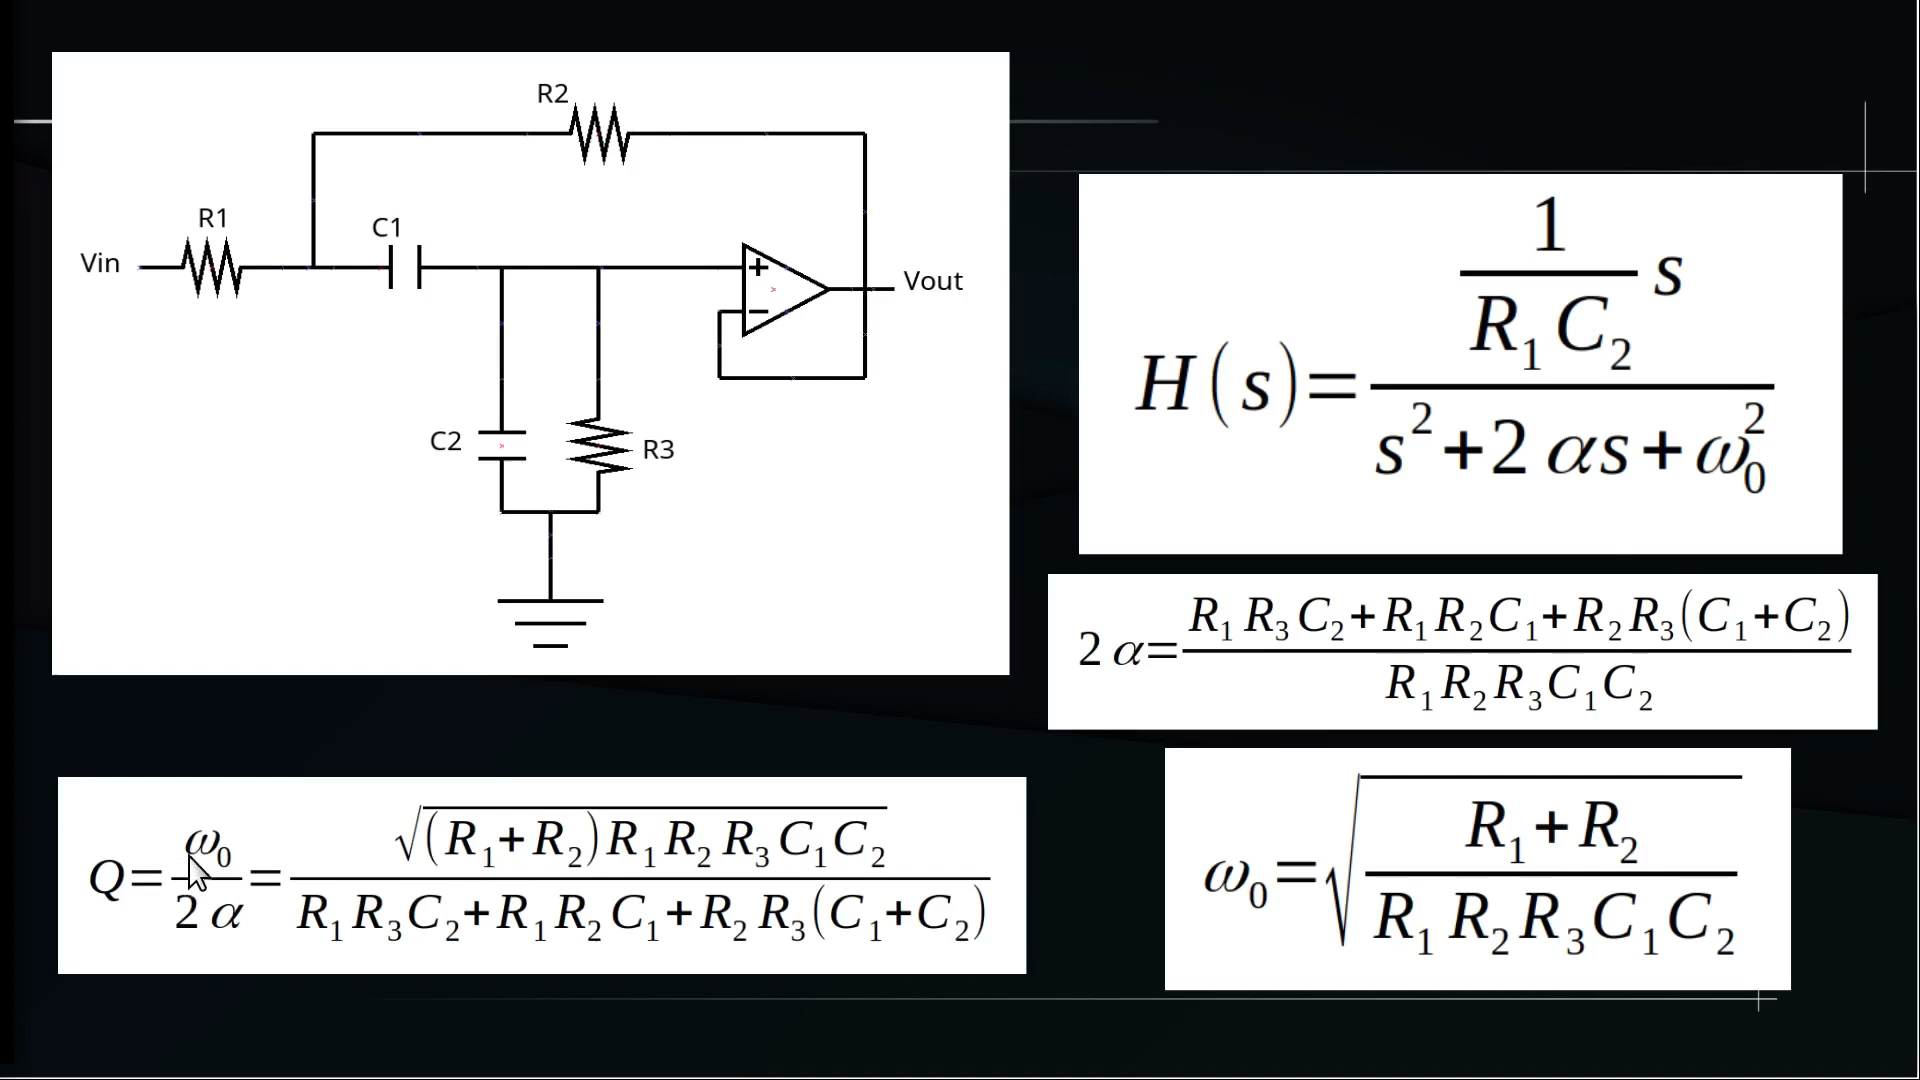 R2
R1
C1
Vin
+
Vout
−
C2
R3
H(s) = (1/(R₁C₂)) s / (s² + 2αs + ω₀²)
2α = (R₁R₃C₂ + R₁R₂C₁ + R₂R₃(C₁ + C₂)) / (R₁R₂R₃C₁C₂)
Q = ω₀/(2α) = √((R₁ + R₂)R₁R₂R₃C₁C₂) / (R₁R₃C₂ + R₁R₂C₁ + R₂R₃(C₁ + C₂))
ω₀ = √((R₁ + R₂) / (R₁R₂R₃C₁C₂))